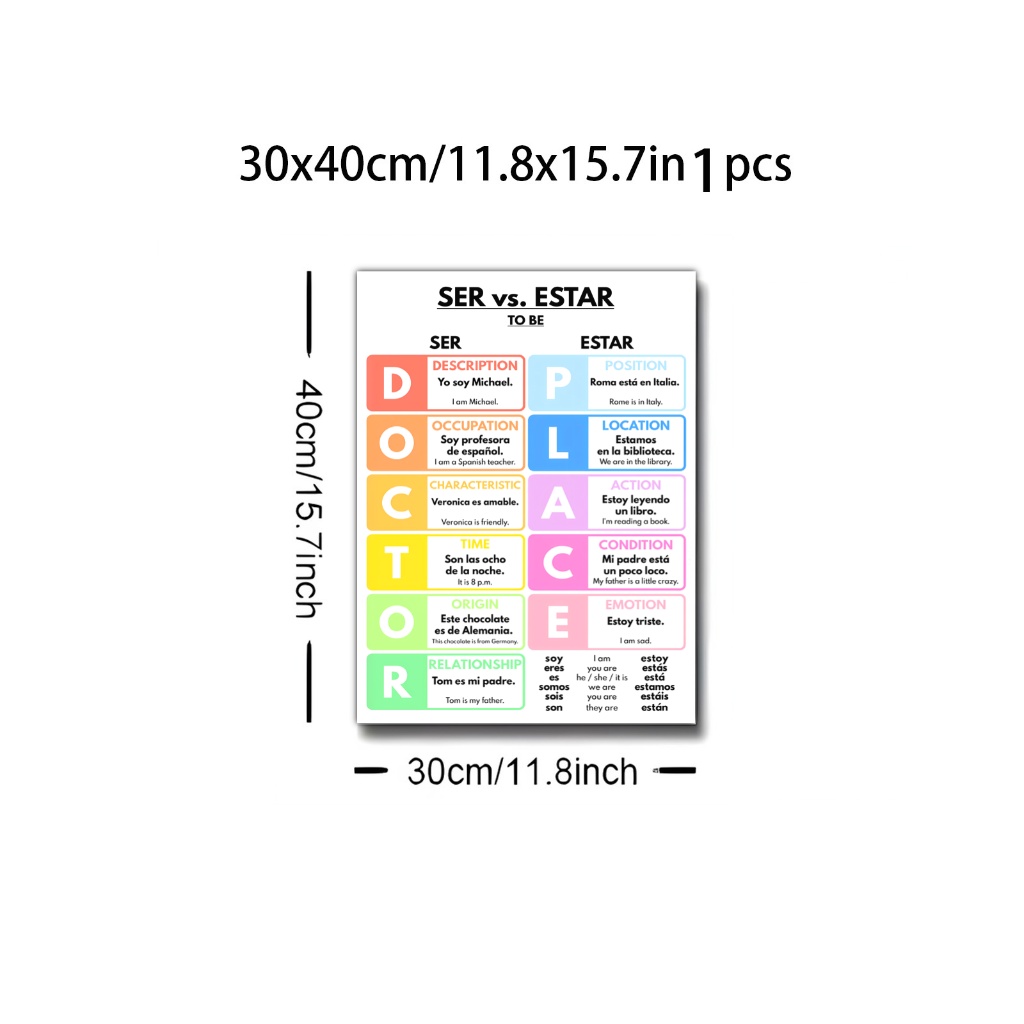 30x40cm/11.8x15.7in 1 pcs
40cm/15.7inch
SER vs. ESTAR
TO BE
SER
D
DESCRIPTION
Yo soy Michael.
I am Michael.
O
OCCUPATION
Soy profesora
de español.
I am a Spanish teacher.
C
CHARACTERISTIC
Veronica es amable.
Veronica is friendly.
T
TIME
Son las ocho
de la noche.
It is 8 p.m.
O
ORIGIN
Este chocolate
es de Alemania.
This chocolate is from Germany.
R
RELATIONSHIP
Tom es mi padre.
Tom is my father.
ESTAR
P
POSITION
Roma está en Italia.
Rome is in Italy.
L
LOCATION
Estamos
en la biblioteca.
We are in the library.
A
ACTION
Estoy leyendo
un libro.
I'm reading a book.
C
CONDITION
Mi padre está
un poco loco.
My father is a little crazy.
E
EMOTION
Estoy triste.
I am sad.
soy I am estoy
eres you are estás
es he / she / it is está
somos we are estamos
sois you are estáis
son they are están
30cm/11.8inch